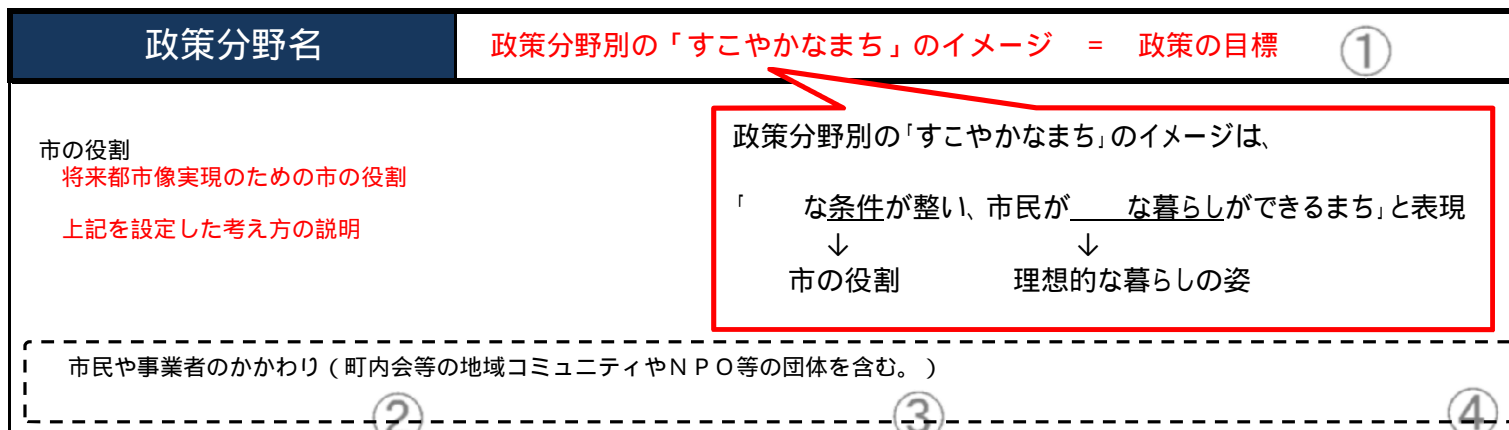 政策分野名
政策分野別の「すこやかなまち」のイメージ ＝ 政策の目標 ①
政策分野別の「すこやかなまち」のイメージは、
「　　な条件が整い、市民が　　な暮らしができるまち」と表現
↓　↓
市の役割　理想的な暮らしの姿
市の役割
将来都市像実現のための市の役割
上記を設定した考え方の説明
市民や事業者のかかわり（町内会等の地域コミュニティやＮＰＯ等の団体を含む。）
② ③ ④